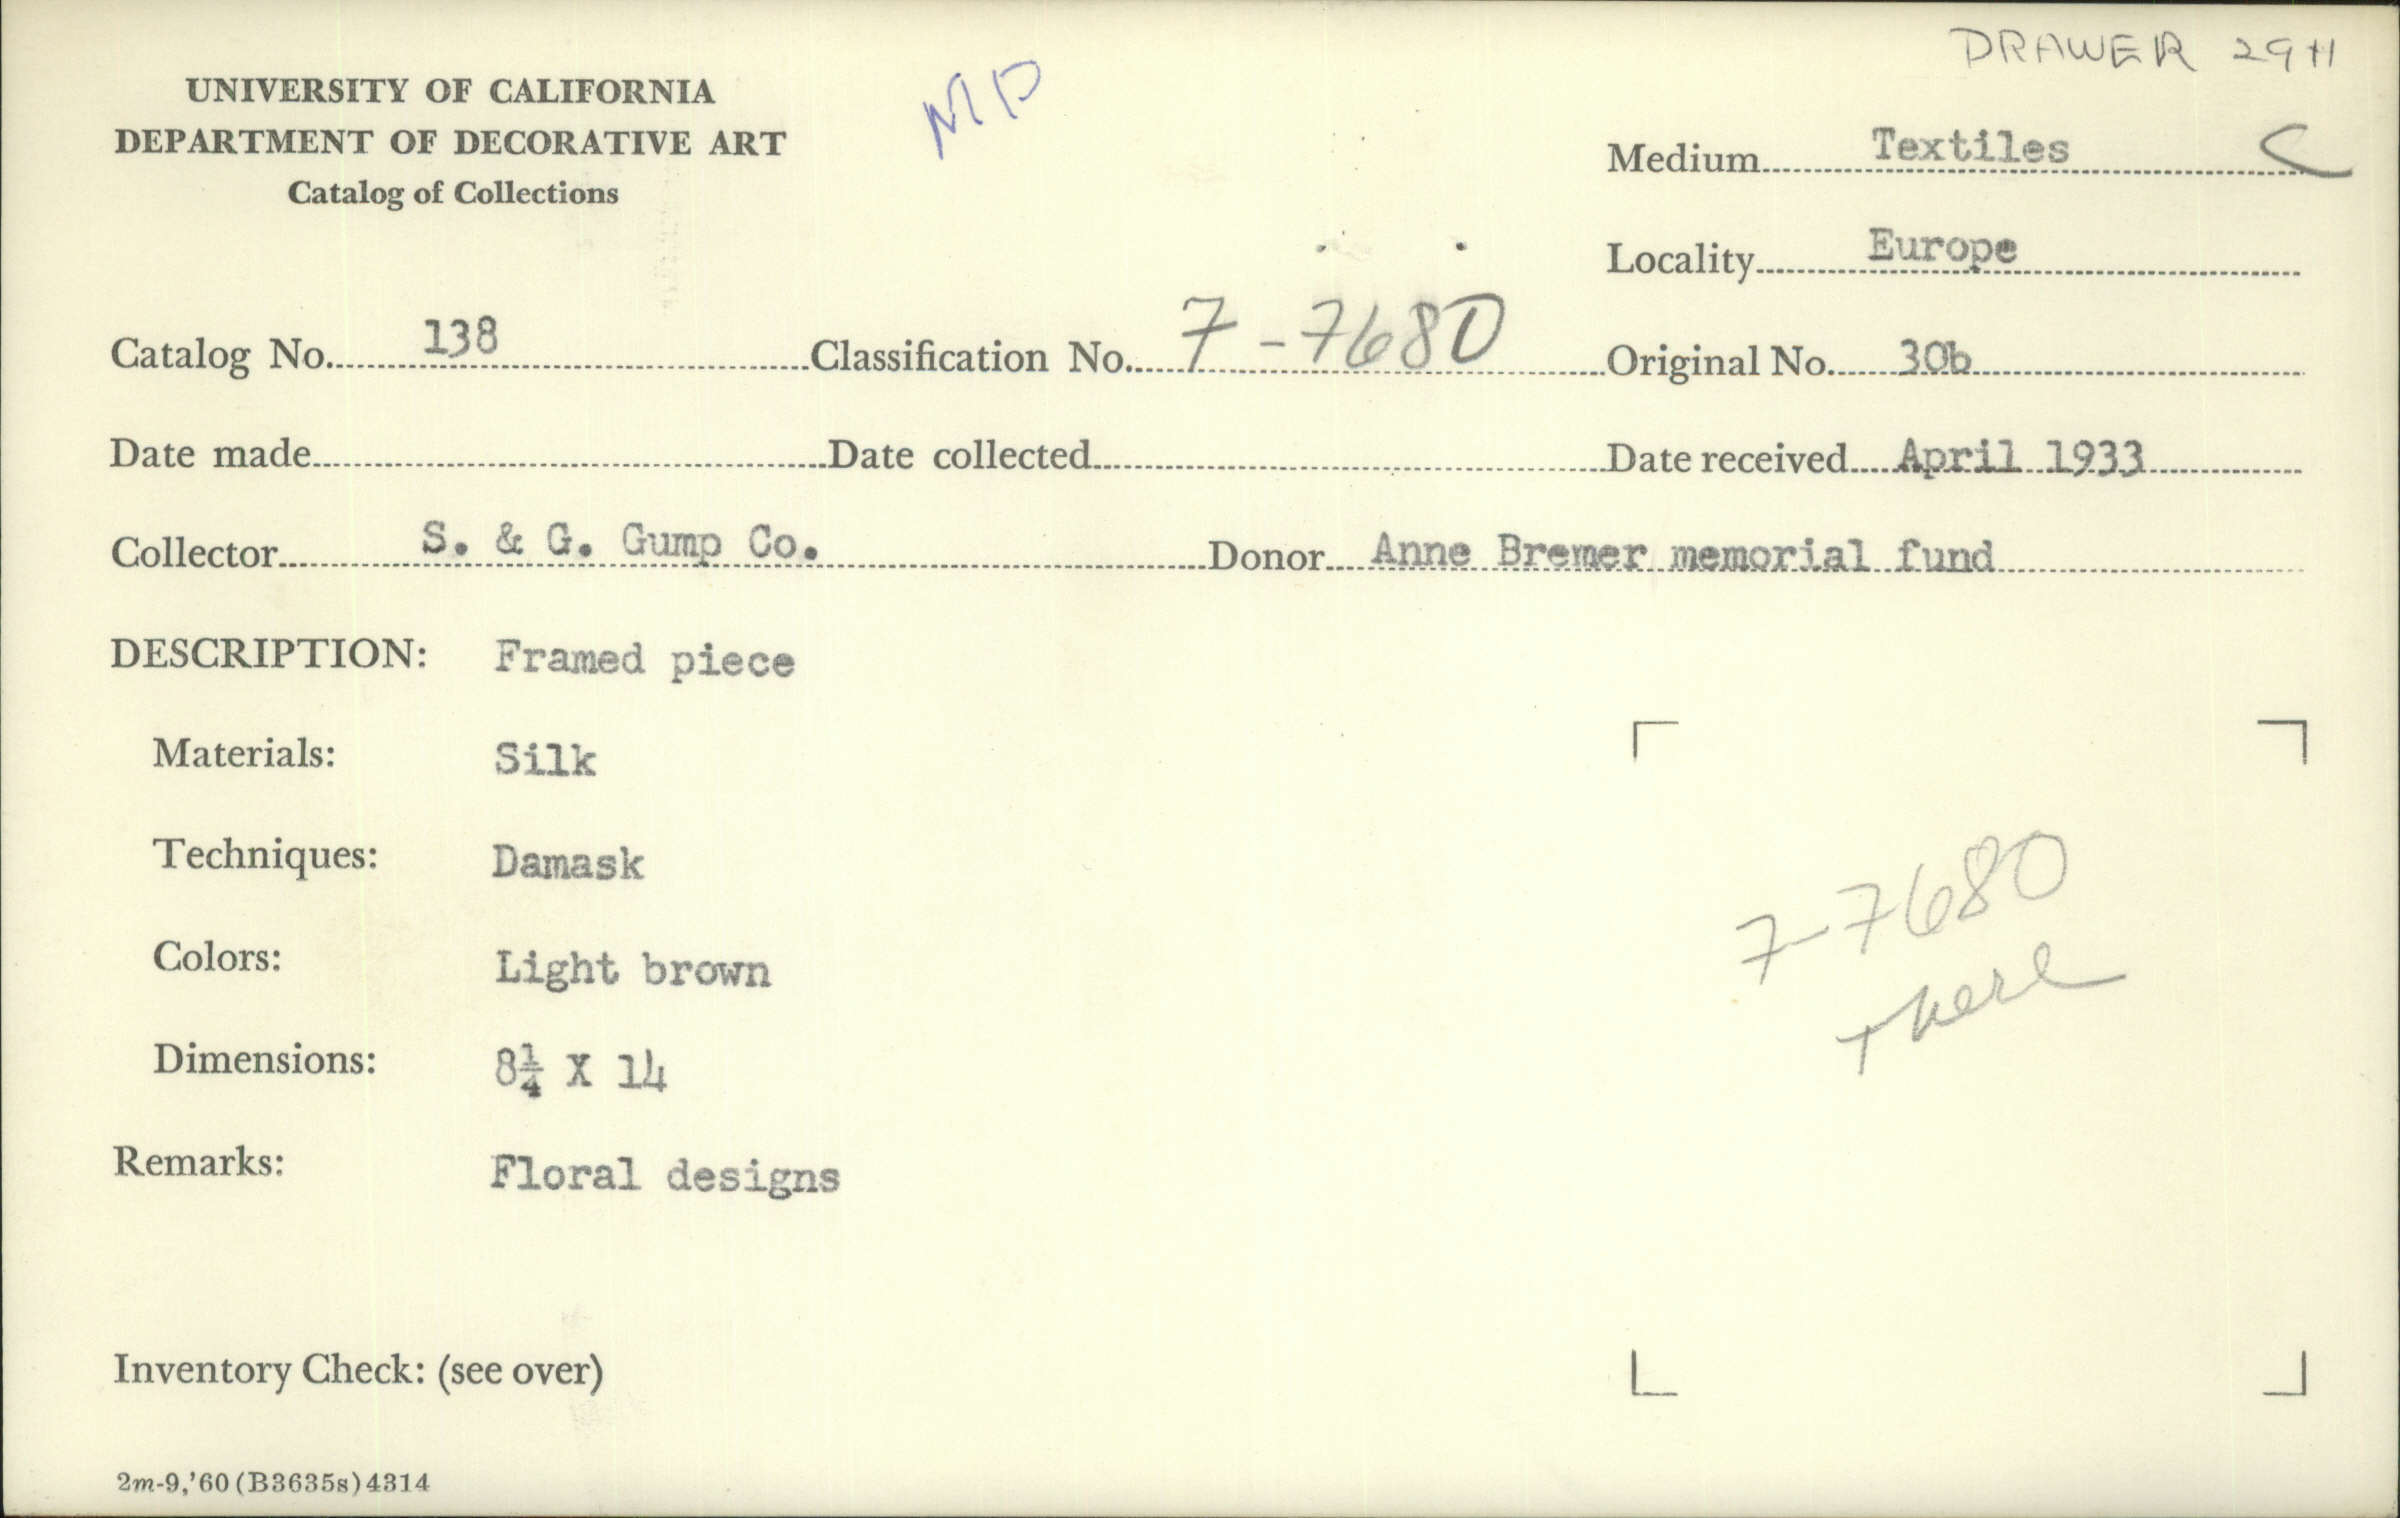 DRAWER 29H
UNIVERSITY OF CALIFORNIA
DEPARTMENT OF DECORATIVE ART
Catalog of Collections
MP
Medium Textiles C
Locality Europe
Catalog No. 138 Classification No. 7-7680 Original No. 30b
Date made Date collected Date received April 1933
Collector S. & G. Gump Co. Donor Anne Bremer memorial fund
DESCRIPTION: Framed piece
Materials: Silk
Techniques: Damask
Colors: Light brown
Dimensions: 8¼ X 14
Remarks: Floral designs
7-7680
there
Inventory Check: (see over)
2m-9,'60(B3635s)4314